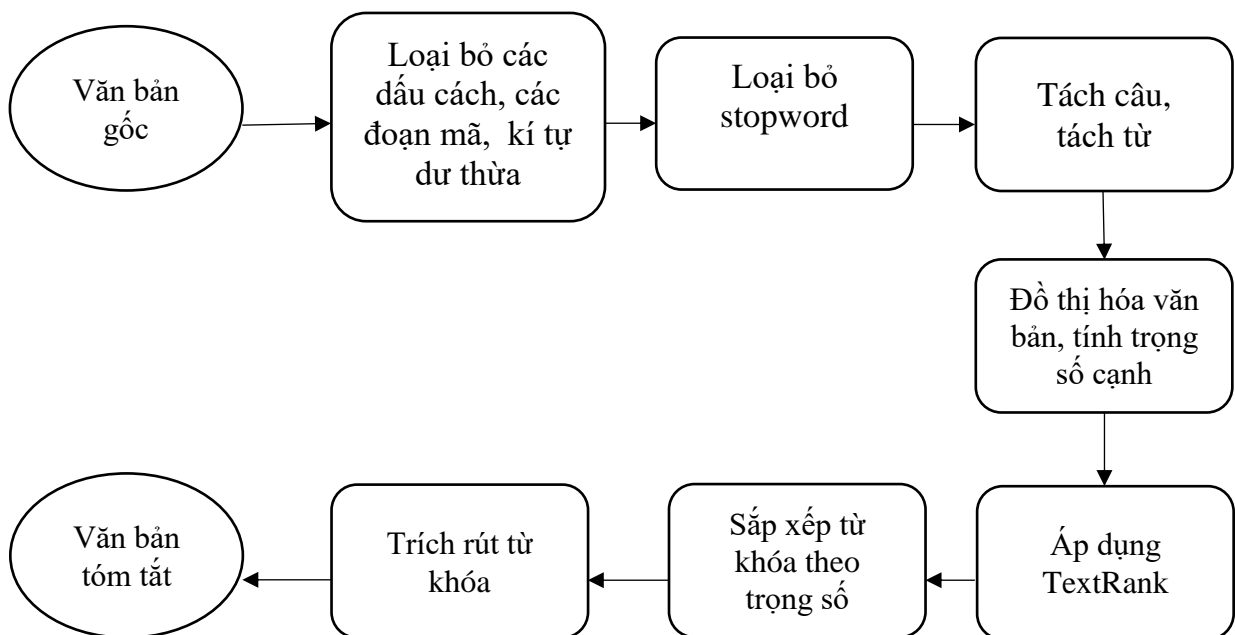 Văn bản
gốc
Loại bỏ các
dấu cách, các
đoạn mã, kí tự
dư thừa
Loại bỏ
stopword
Tách câu,
tách từ
Đồ thị hóa văn
bản, tính trọng
số cạnh
Áp dụng
TextRank
Sắp xếp từ
khóa theo
trọng số
Trích rút từ
khóa
Văn bản
tóm tắt